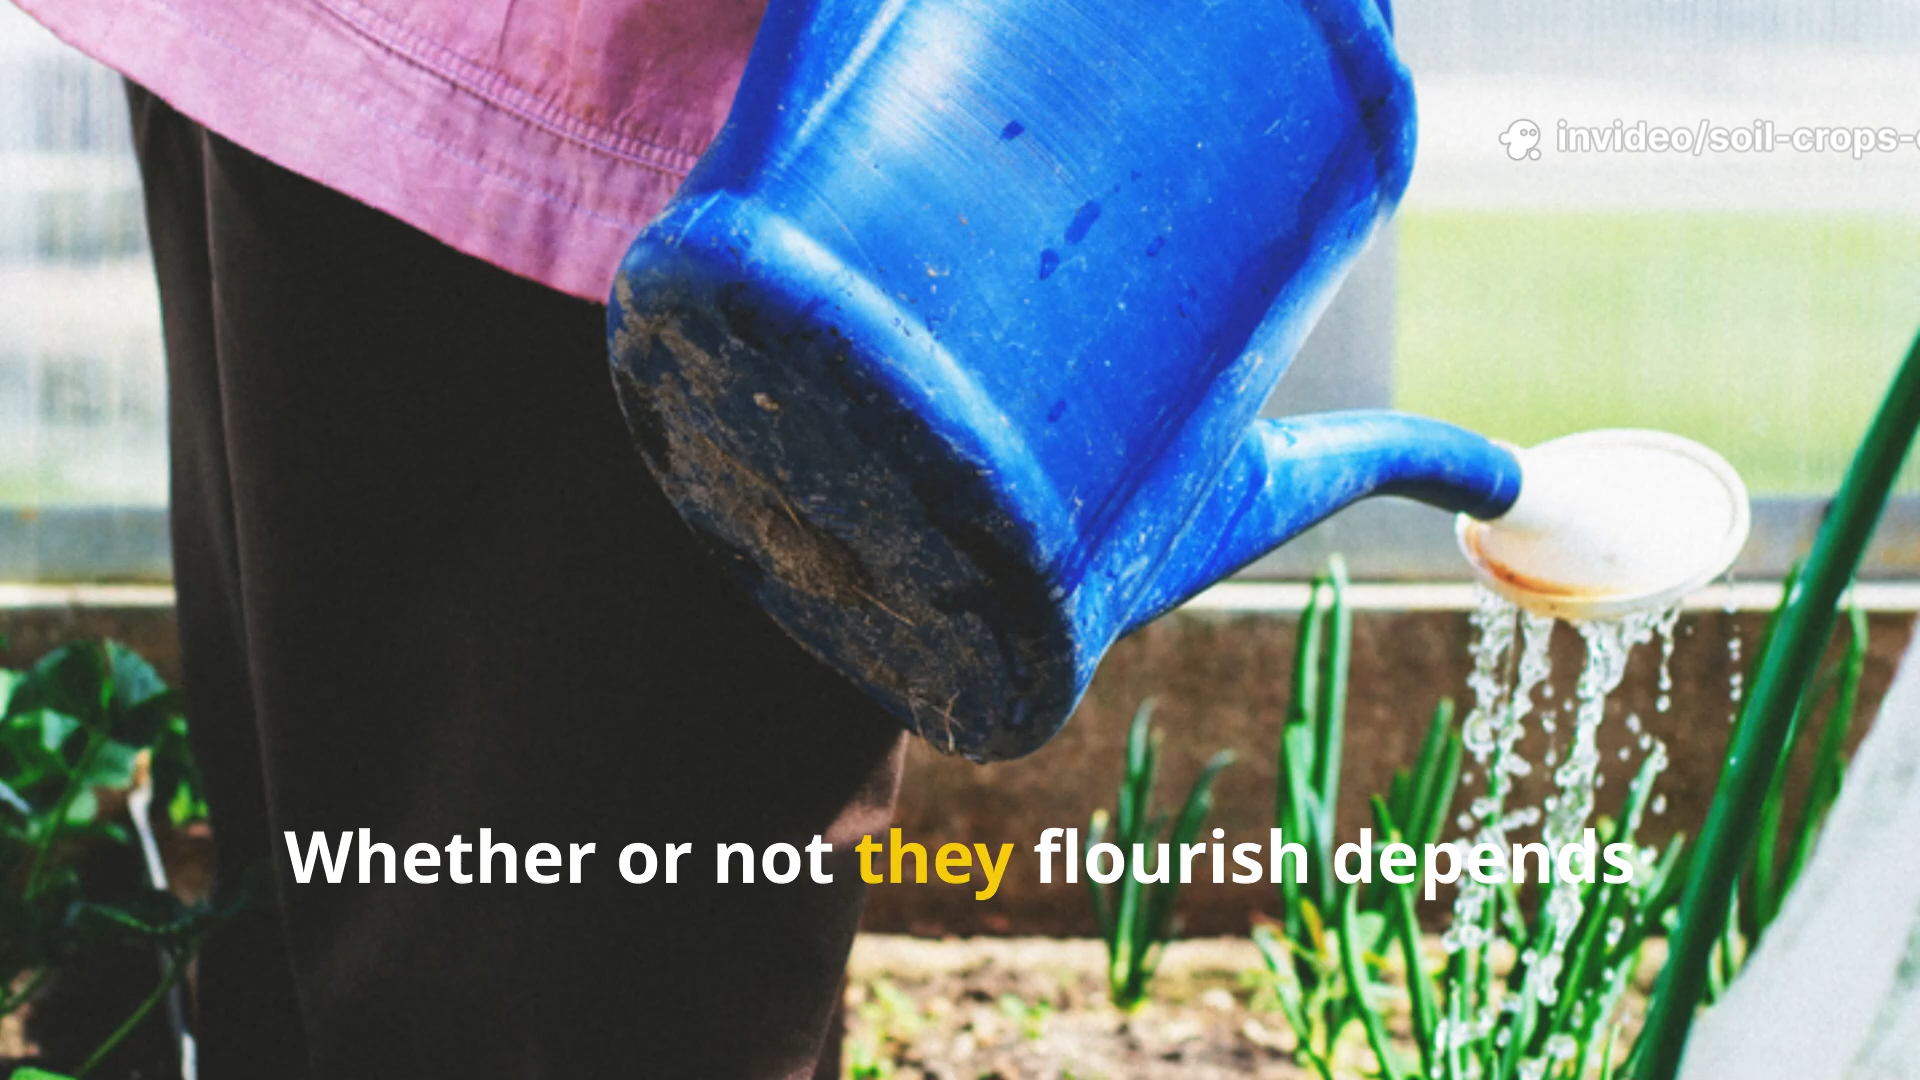 invideo/soil-crops-
Whether or not they flourish depends